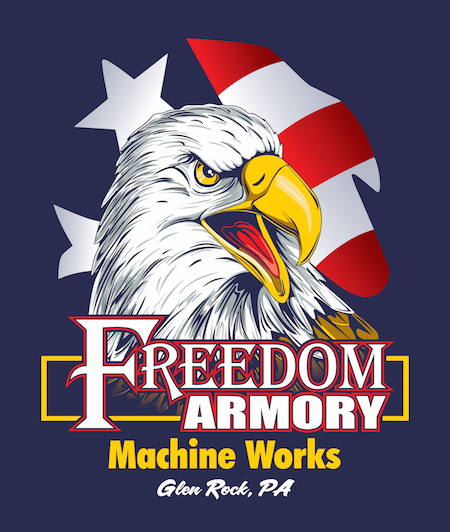 FREEDOM
ARMORY
Machine Works
Glen Rock, PA